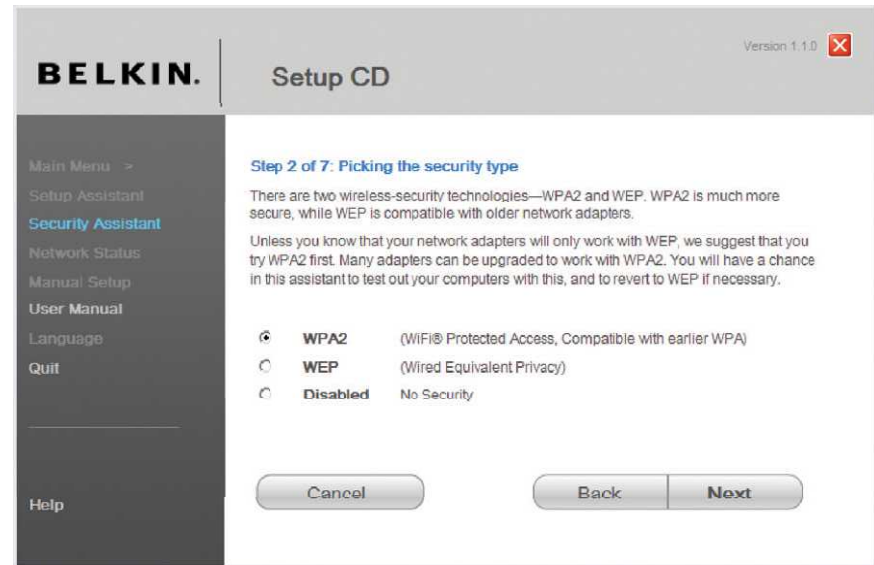 BELKIN.
Setup CD
Version 1.1.0
Main Menu >
Setup Assistant
Security Assistant
Network Status
Manual Setup
User Manual
Language
Quit
Help
Step 2 of 7: Picking the security type
There are two wireless-security technologies—WPA2 and WEP. WPA2 is much more
secure, while WEP is compatible with older network adapters.
Unless you know that your network adapters will only work with WEP, we suggest that you
try WPA2 first. Many adapters can be upgraded to work with WPA2. You will have a chance
in this assistant to test out your computers with this, and to revert to WEP if necessary.
WPA2 (WiFi® Protected Access, Compatible with earlier WPA)
WEP (Wired Equivalent Privacy)
Disabled No Security
Cancel Back Next